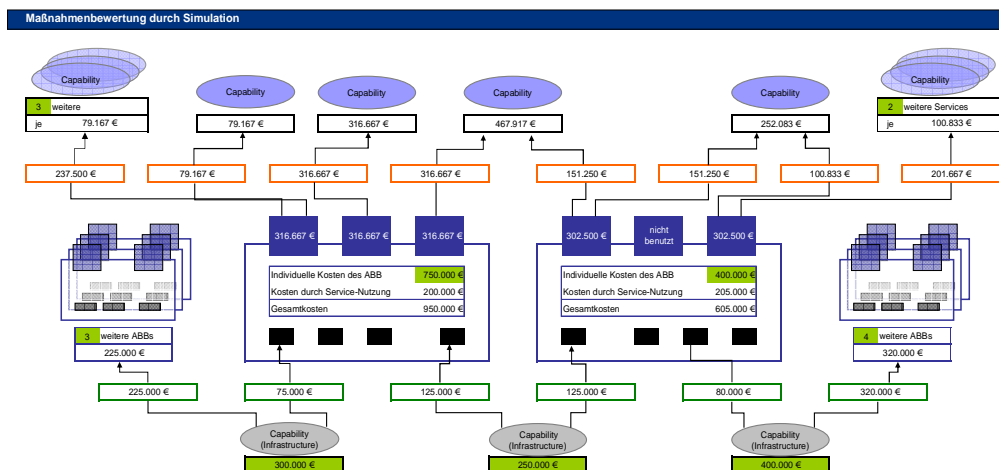 Maßnahmenbewertung durch Simulation
Capability
3 weitere
je 79.167 €
Capability
79.167 €
Capability
316.667 €
Capability
467.917 €
Capability
252.083 €
Capability
2 weitere Services
je 100.833 €
237.500 €
79.167 €
316.667 €
316.667 €
151.250 €
151.250 €
100.833 €
201.667 €
316.667 €
316.667 €
316.667 €
302.500 €
nicht
benutzt
302.500 €
Individuelle Kosten des ABB 750.000 €
Kosten durch Service-Nutzung 200.000 €
Gesamtkosten 950.000 €
Individuelle Kosten des ABB 400.000 €
Kosten durch Service-Nutzung 205.000 €
Gesamtkosten 605.000 €
3 weitere ABBs
225.000 €
4 weitere ABBs
320.000 €
225.000 €
75.000 €
125.000 €
125.000 €
80.000 €
320.000 €
Capability
(Infrastructure)
300.000 €
Capability
(Infrastructure)
250.000 €
Capability
(Infrastructure)
400.000 €